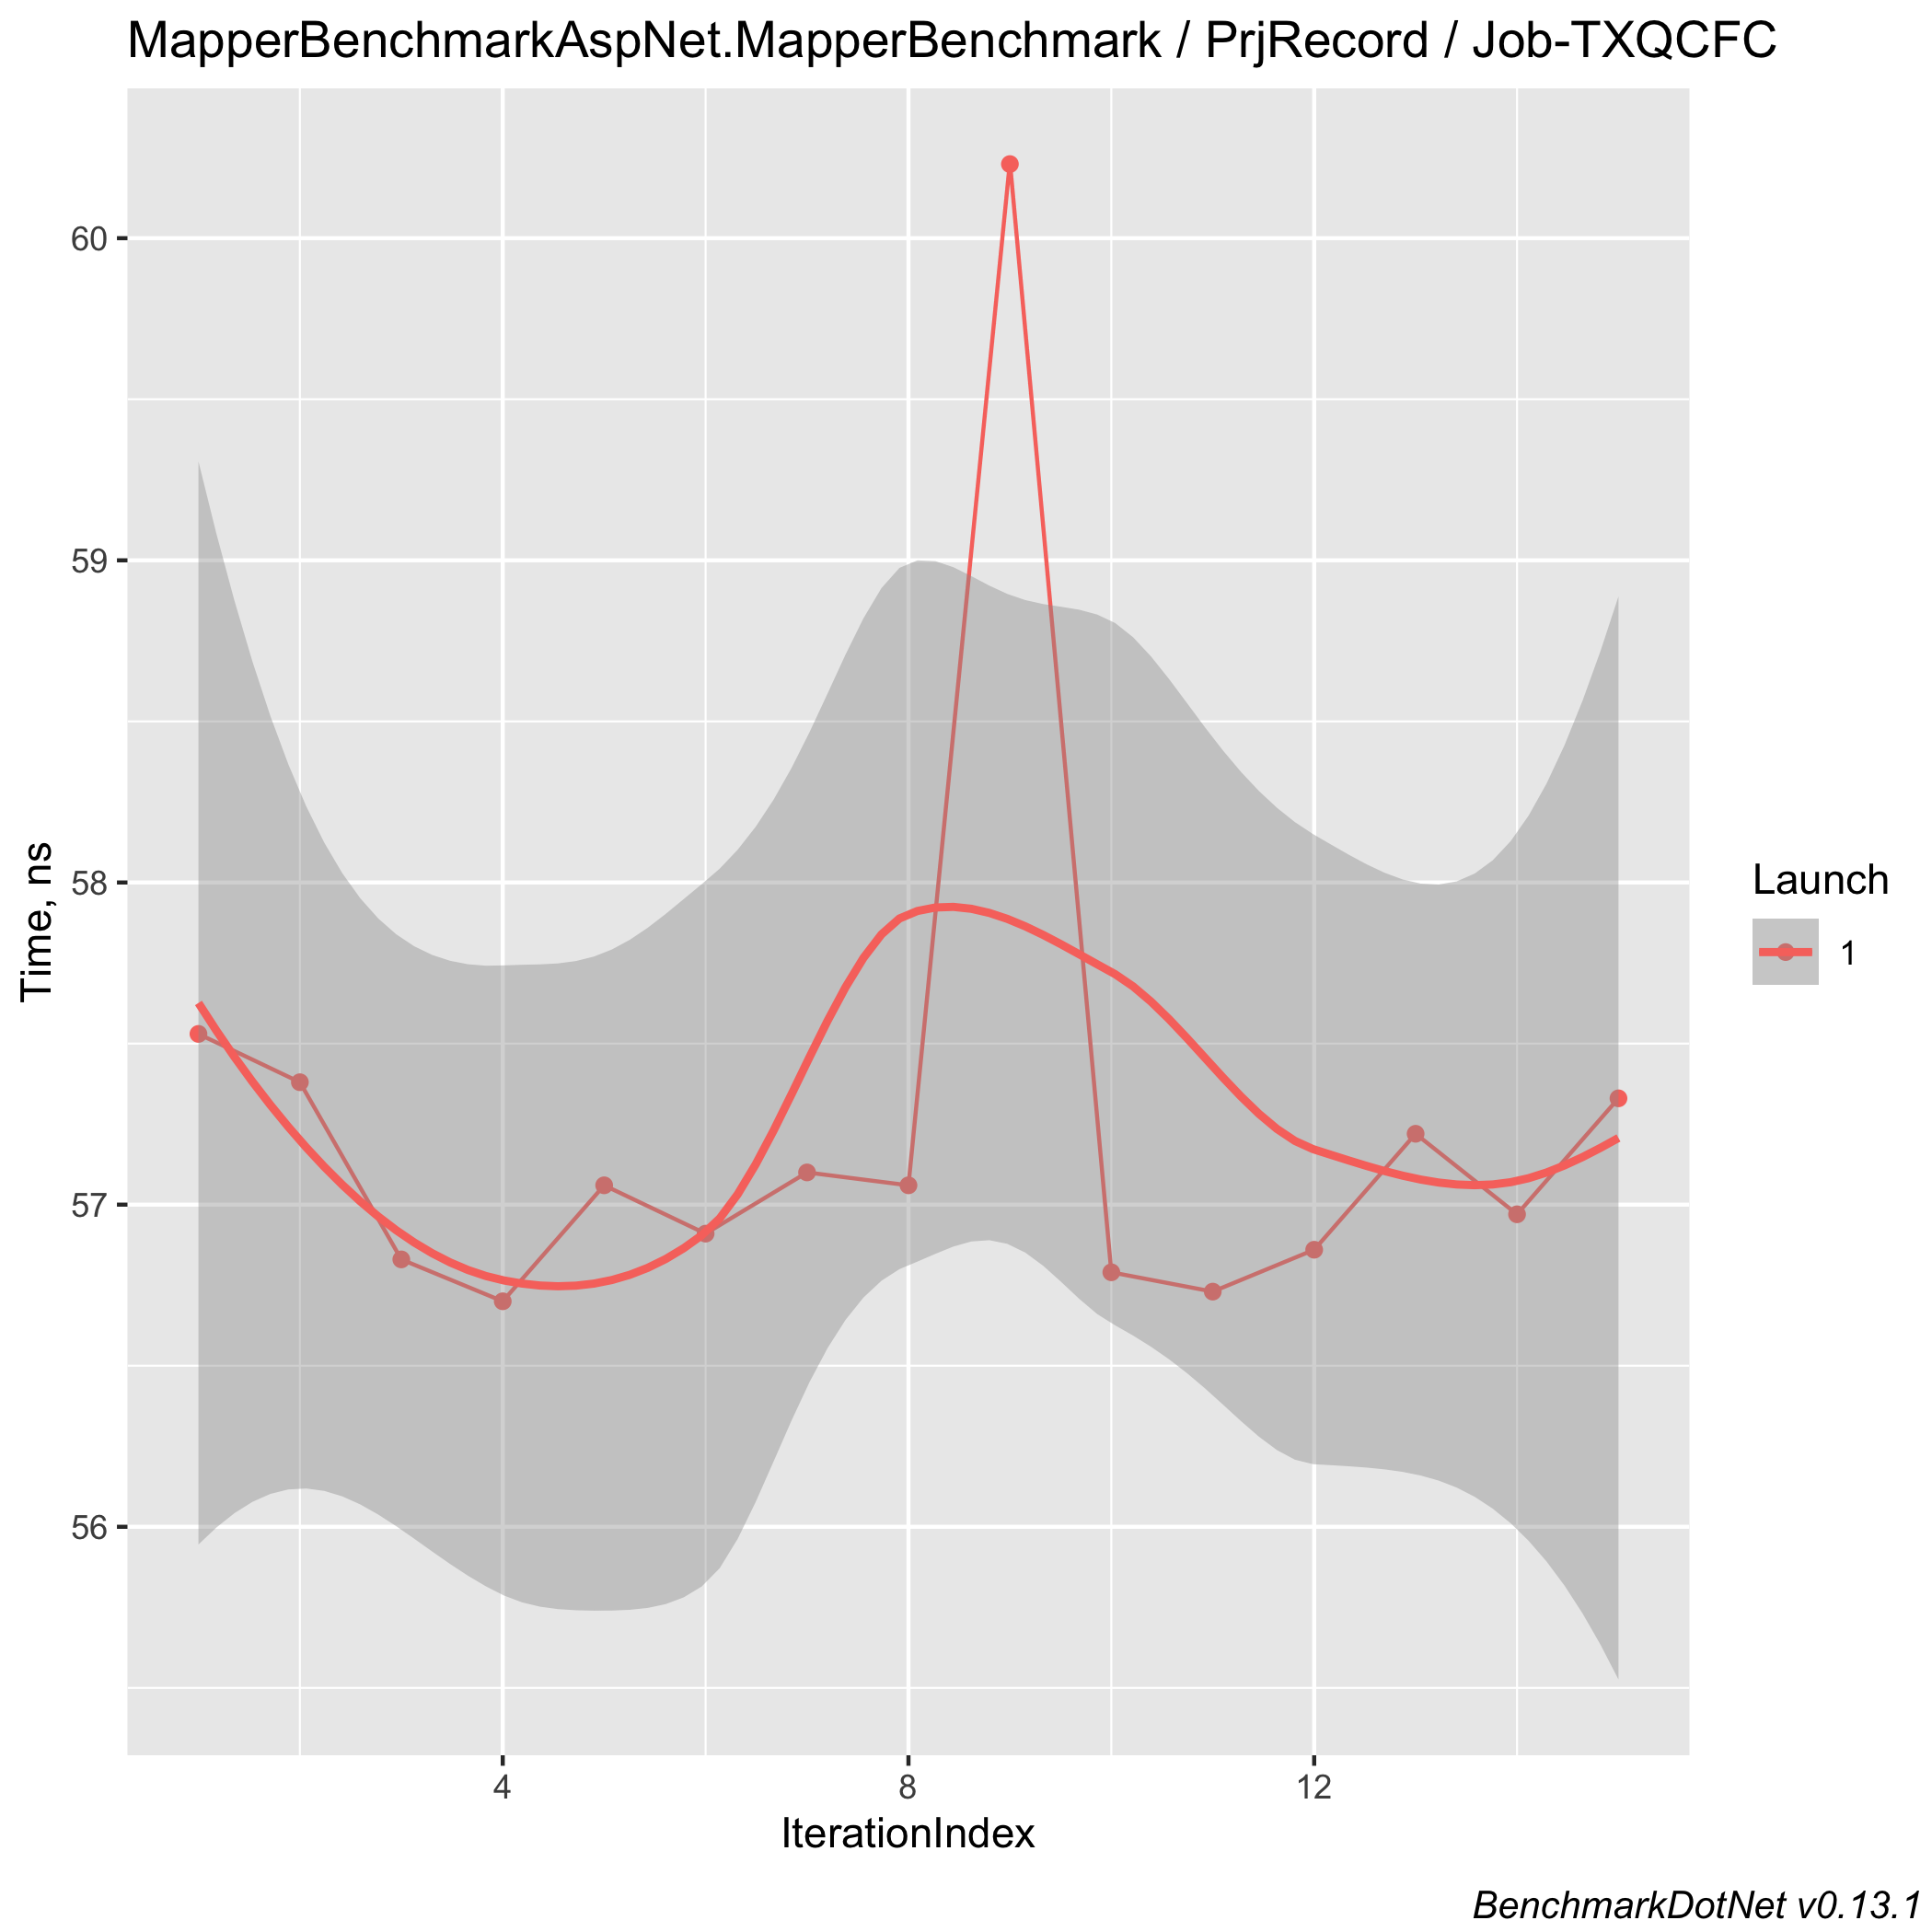 MapperBenchmarkAspNet.MapperBenchmark / PrjRecord / Job-TXQCFC
60
59
58
57
56
Time, ns
4
8
12
IterationIndex
Launch
1
BenchmarkDotNet v0.13.1